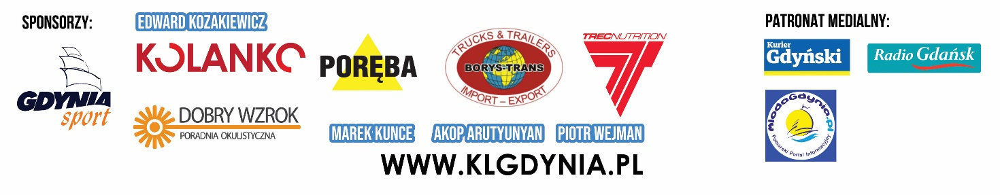 SPONSORZY:
GDYNIA
sport
EDWARD KOZAKIEWICZ
KOLANKO
DOBRY WZROK
PORADNIA OKULISTYCZNA
PORĘBA
TRUCKS & TRAILERS
BORYS-TRANS
IMPORT – EXPORT
TRECNUTRITION
MAREK KUNCE
AKOP ARUTYUNYAN
PIOTR WEJMAN
WWW.KLGDYNIA.PL
PATRONAT MEDIALNY:
Kurier
Gdyński
Radio Gdańsk
MlodaGdynia.pl
Pomorski Portal Informacyjny